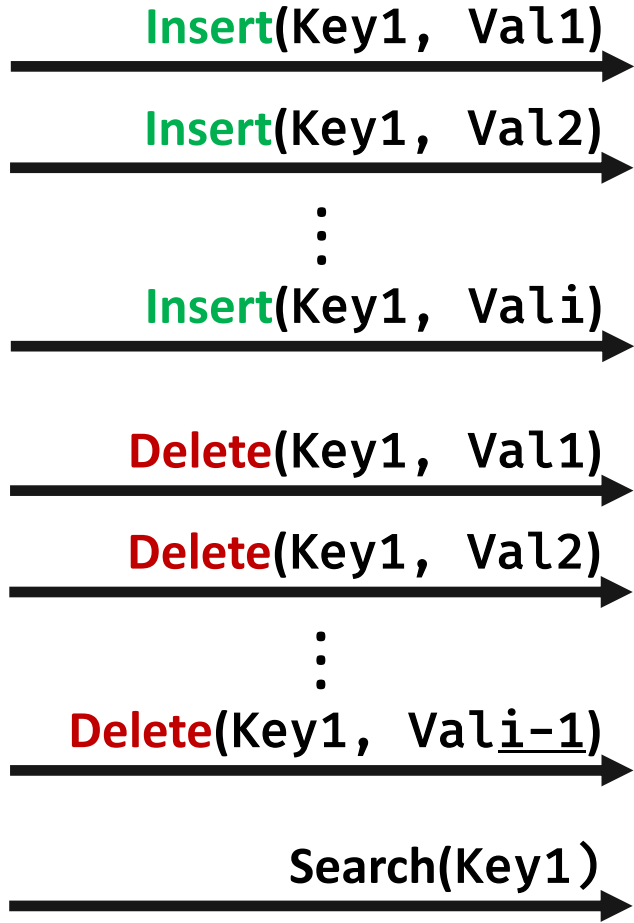 Insert(Key1, Val1)
Insert(Key1, Val2)
⋮
Insert(Key1, Vali)
Delete(Key1, Val1)
Delete(Key1, Val2)
⋮
Delete(Key1, Vali-1)
Search(Key1)